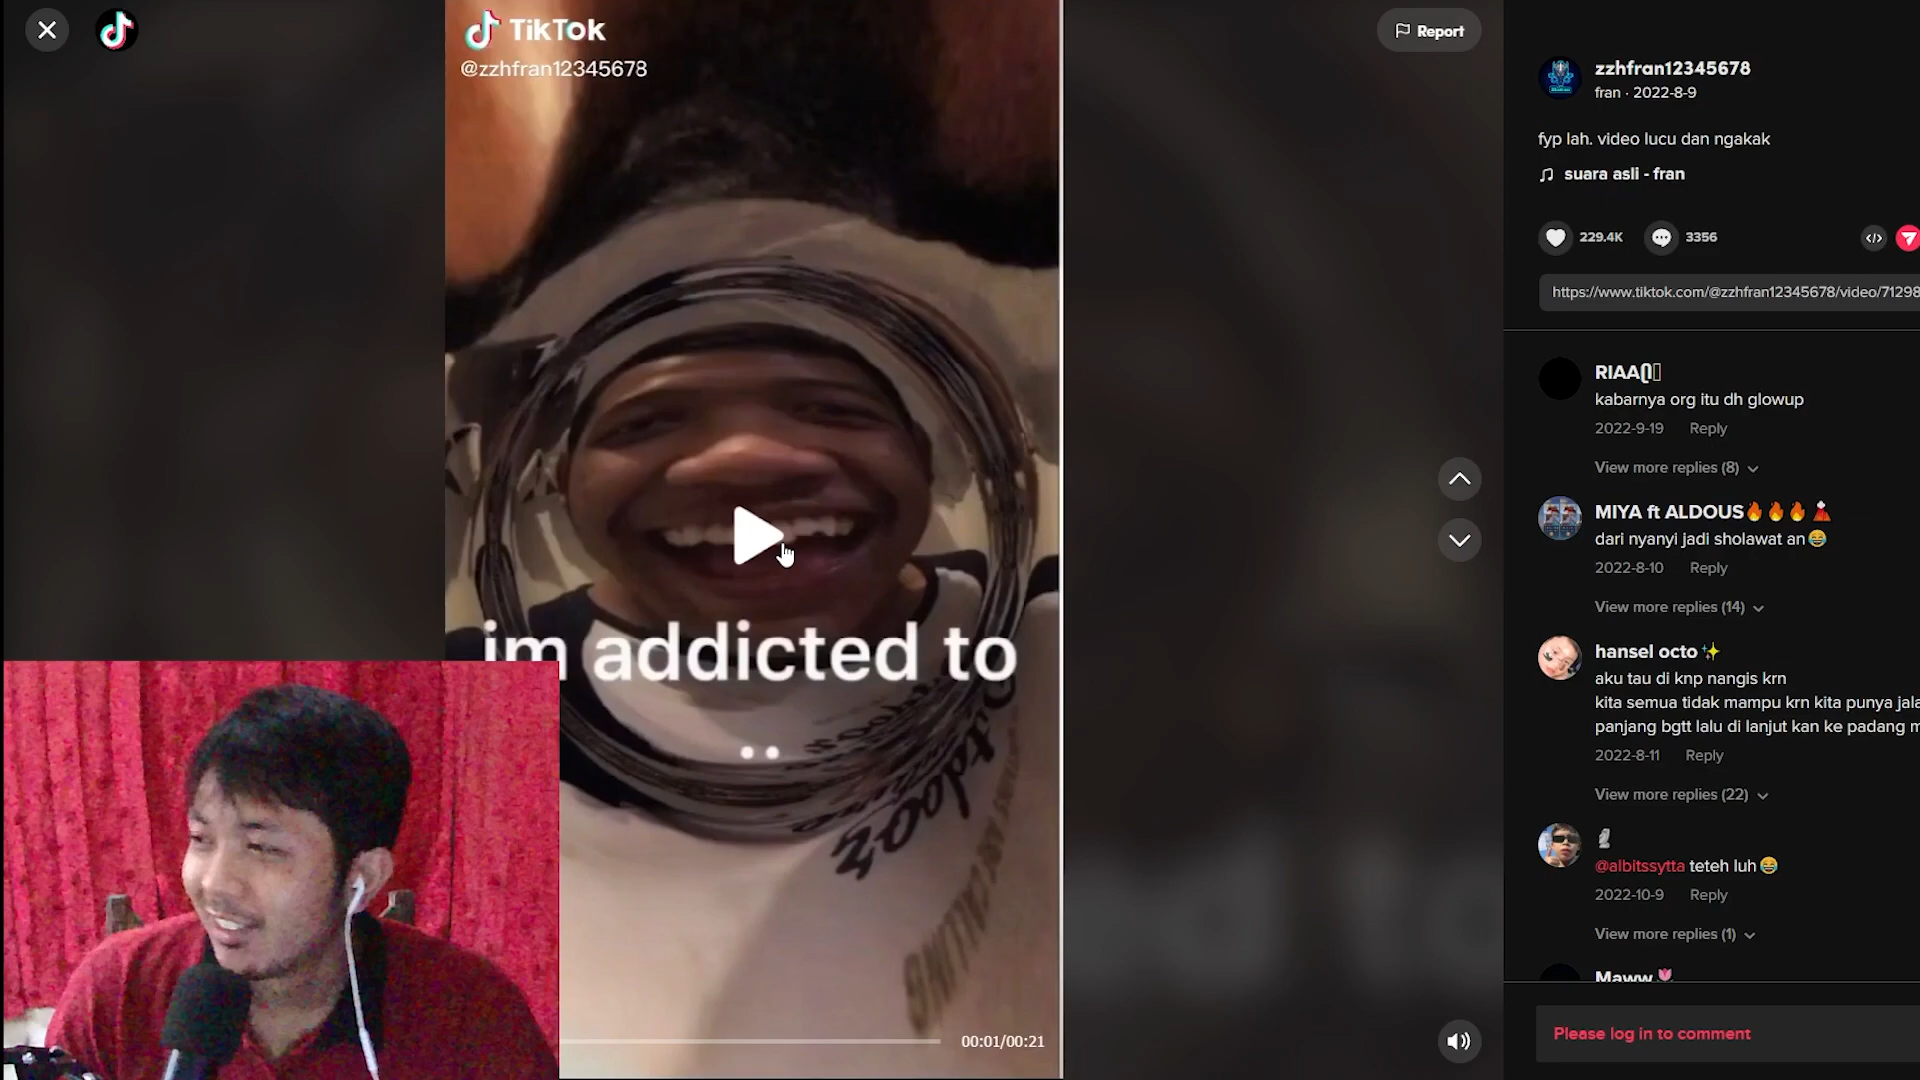 TikTok
@zzhfran12345678
im addicted to
00:01/00:21
Report
zzhfran12345678
fran · 2022-8-9
fyp lah. video lucu dan ngakak
suara asli - fran
229.4K
3356
https://www.tiktok.com/@zzhfran12345678/video/71298
RIAA
kabarnya org itu dh glowup
2022-9-19 Reply
View more replies (8)
MIYA ft ALDOUS🔥🔥🔥🌋
dari nyanyi jadi sholawat an😂
2022-8-10 Reply
View more replies (14)
hansel octo✨
aku tau di knp nangis krn
kita semua tidak mampu krn kita punya jala
panjang bgtt lalu di lanjut kan ke padang m
2022-8-11 Reply
View more replies (22)
🗿
@albitssytta teteh luh😂
2022-10-9 Reply
View more replies (1)
Maww🌷
Please log in to comment